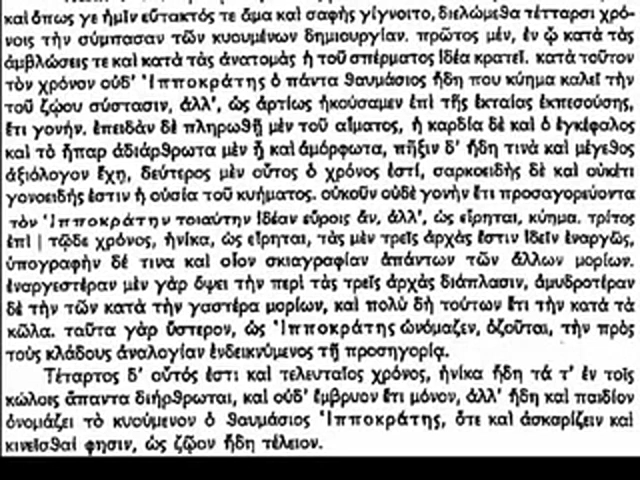 καὶ ὅπως γε ἡμῖν εὔτακτός τε ἅμα καὶ σαφὴς γίγνοιτο, διελώμεθα τέτταρσι χρό-
νοις τὴν σύμπασαν τῶν κυουμένων δημιουργίαν. πρῶτος μέν, ἐν ᾧ κατὰ τὰς
ἀμβλώσεις τε καὶ κατὰ τὰς ἀνατομὰς ἡ τοῦ σπέρματος ἰδέα κρατεῖ. κατὰ τοῦτον
τὸν χρόνον οὐδ' Ἱπποκράτης ὁ πάντα θαυμάσιος ἤδη που κύημα καλεῖ τὴν
τοῦ ζῴου σύστασιν, ἀλλ', ὡς ἀρτίως ἠκούσαμεν ἐπὶ τῆς ἑκταίας ἐκπεσούσης,
ἔτι γονήν. ἐπειδὰν δὲ πληρωθῇ μὲν τοῦ αἵματος, ἡ καρδία δὲ καὶ ὁ ἐγκέφαλος
καὶ τὸ ἧπαρ ἀδιάρθρωτα μὲν ᾖ καὶ ἀμόρφωτα, πῆξιν δ' ἤδη τινὰ καὶ μέγεθος
ἀξιόλογον ἔχῃ, δεύτερος μὲν οὗτος ὁ χρόνος ἐστί, σαρκοειδὴς δὲ καὶ οὐκέτι
γονοειδής ἐστιν ἡ οὐσία τοῦ κυήματος. οὐκοῦν οὐδὲ γονὴν ἔτι προσαγορεύοντα
τὸν Ἱπποκράτην τοιαύτην ἰδέαν εὕροις ἄν, ἀλλ', ὡς εἴρηται, κύημα. τρίτος
ἐπὶ | τῷδε χρόνος, ἡνίκα, ὡς εἴρηται, τὰς μὲν τρεῖς ἀρχὰς ἔστιν ἰδεῖν ἐναργῶς,
ὑπογραφὴν δέ τινα καὶ οἷον σκιαγραφίαν ἁπάντων τῶν ἄλλων μορίων.
ἐναργεστέραν μὲν γὰρ ὄψει τὴν περὶ τὰς τρεῖς ἀρχὰς διάπλασιν, ἀμυδροτέραν
δὲ τὴν τῶν κατὰ τὴν γαστέρα μορίων, καὶ πολὺ δὴ τούτων ἔτι τὴν κατὰ τὰ
κῶλα. ταῦτα γὰρ ὕστερον, ὡς Ἱπποκράτης ὠνόμαζεν, ὀζοῦται, τὴν πρὸς
τοὺς κλάδους ἀναλογίαν ἐνδεικνύμενος τῇ προσηγορίᾳ.
Τέταρτος δ' οὗτός ἐστι καὶ τελευταῖος χρόνος, ἡνίκα ἤδη τά τ' ἐν τοῖς
κώλοις ἅπαντα διήρθρωται, καὶ οὐδ' ἔμβρυον ἔτι μόνον, ἀλλ' ἤδη καὶ παιδίον
ὀνομάζει τὸ κυούμενον ὁ θαυμάσιος Ἱπποκράτης, ὅτε καὶ ἀσκαρίζειν καὶ
κινεῖσθαί φησιν, ὡς ζῷον ἤδη τέλειον.